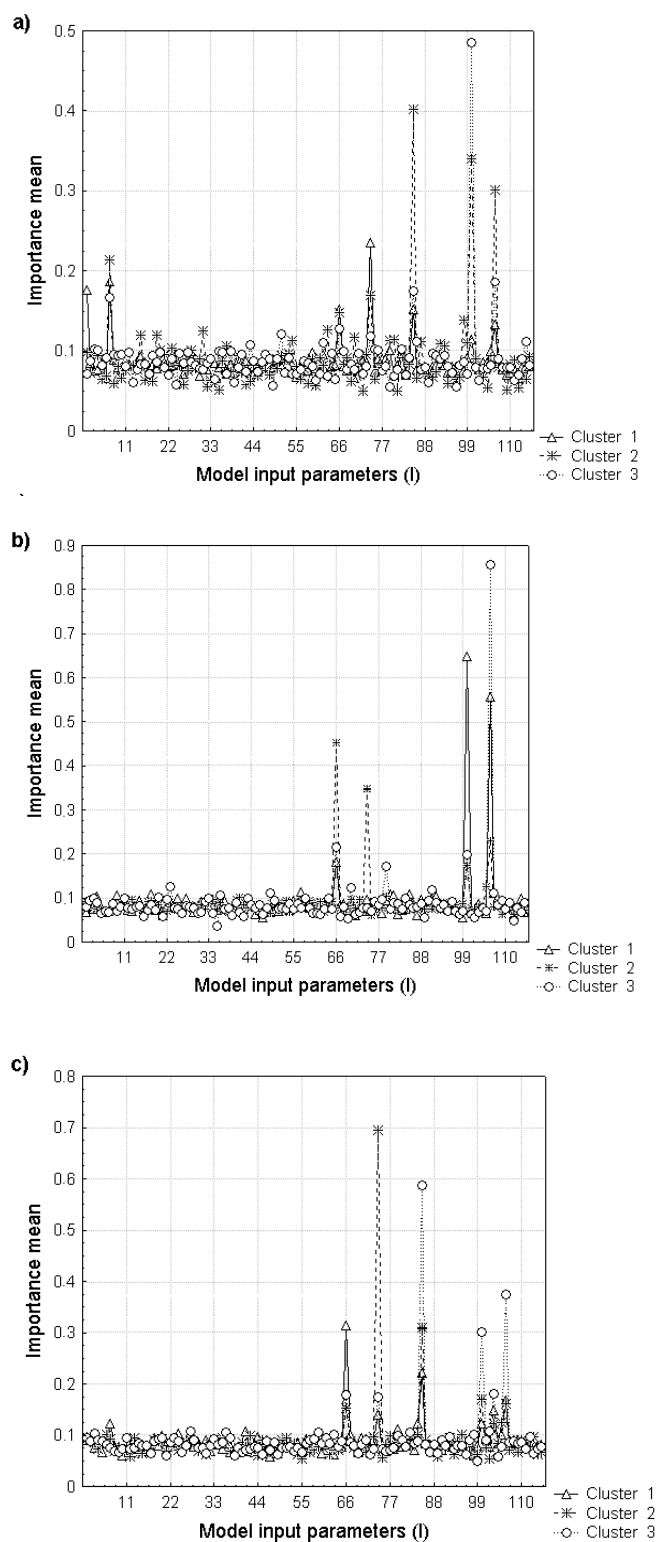 a)
0.5
0.4
0.3
0.2
0.1
0
Importance mean
11 22 33 44 55 66 77 88 99 110
Model input parameters (I)
Cluster 1
Cluster 2
Cluster 3
b)
0.9
0.8
0.7
0.6
0.5
0.4
0.3
0.2
0.1
0
Importance mean
11 22 33 44 55 66 77 88 99 110
Model input parameters (I)
Cluster 1
Cluster 2
Cluster 3
c)
0.8
0.7
0.6
0.5
0.4
0.3
0.2
0.1
0.0
Importance mean
11 22 33 44 55 66 77 88 99 110
Model input parameters (I)
Cluster 1
Cluster 2
Cluster 3